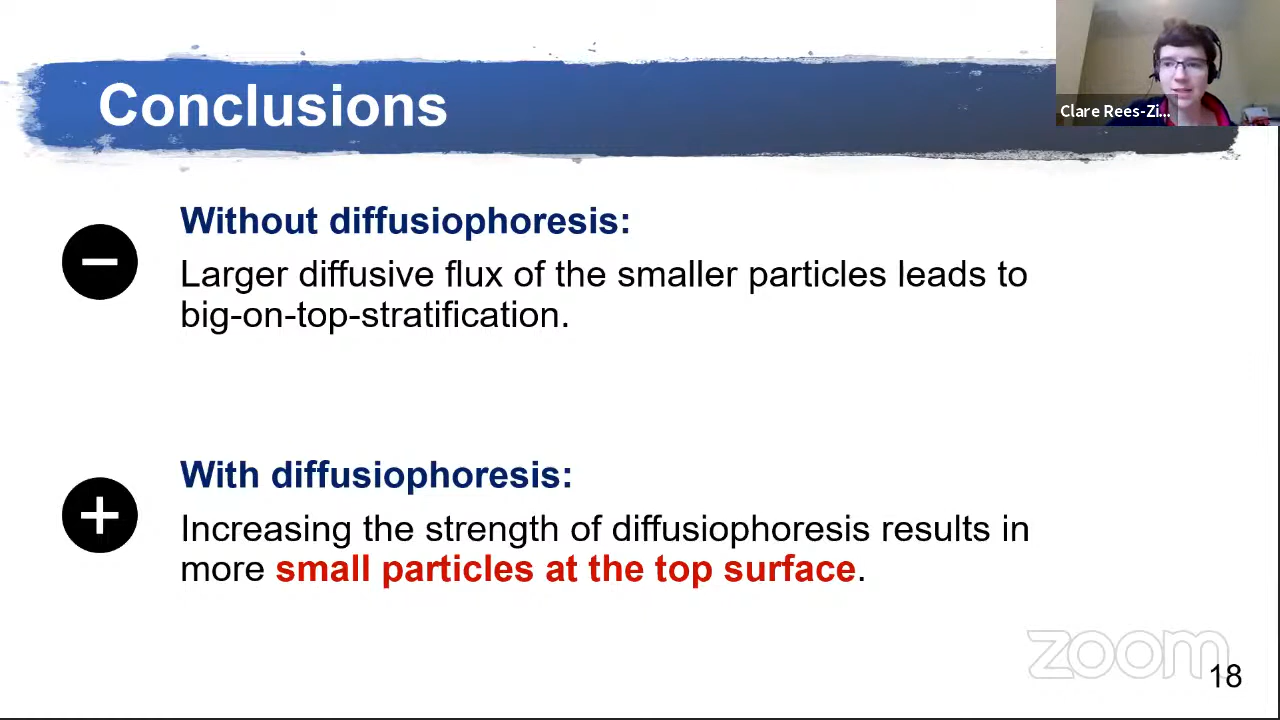 Conclusions
Clare Rees-Zi...
Without diffusiophoresis:
Larger diffusive flux of the smaller particles leads to
big-on-top-stratification.
With diffusiophoresis:
Increasing the strength of diffusiophoresis results in
more small particles at the top surface.
zoom
18